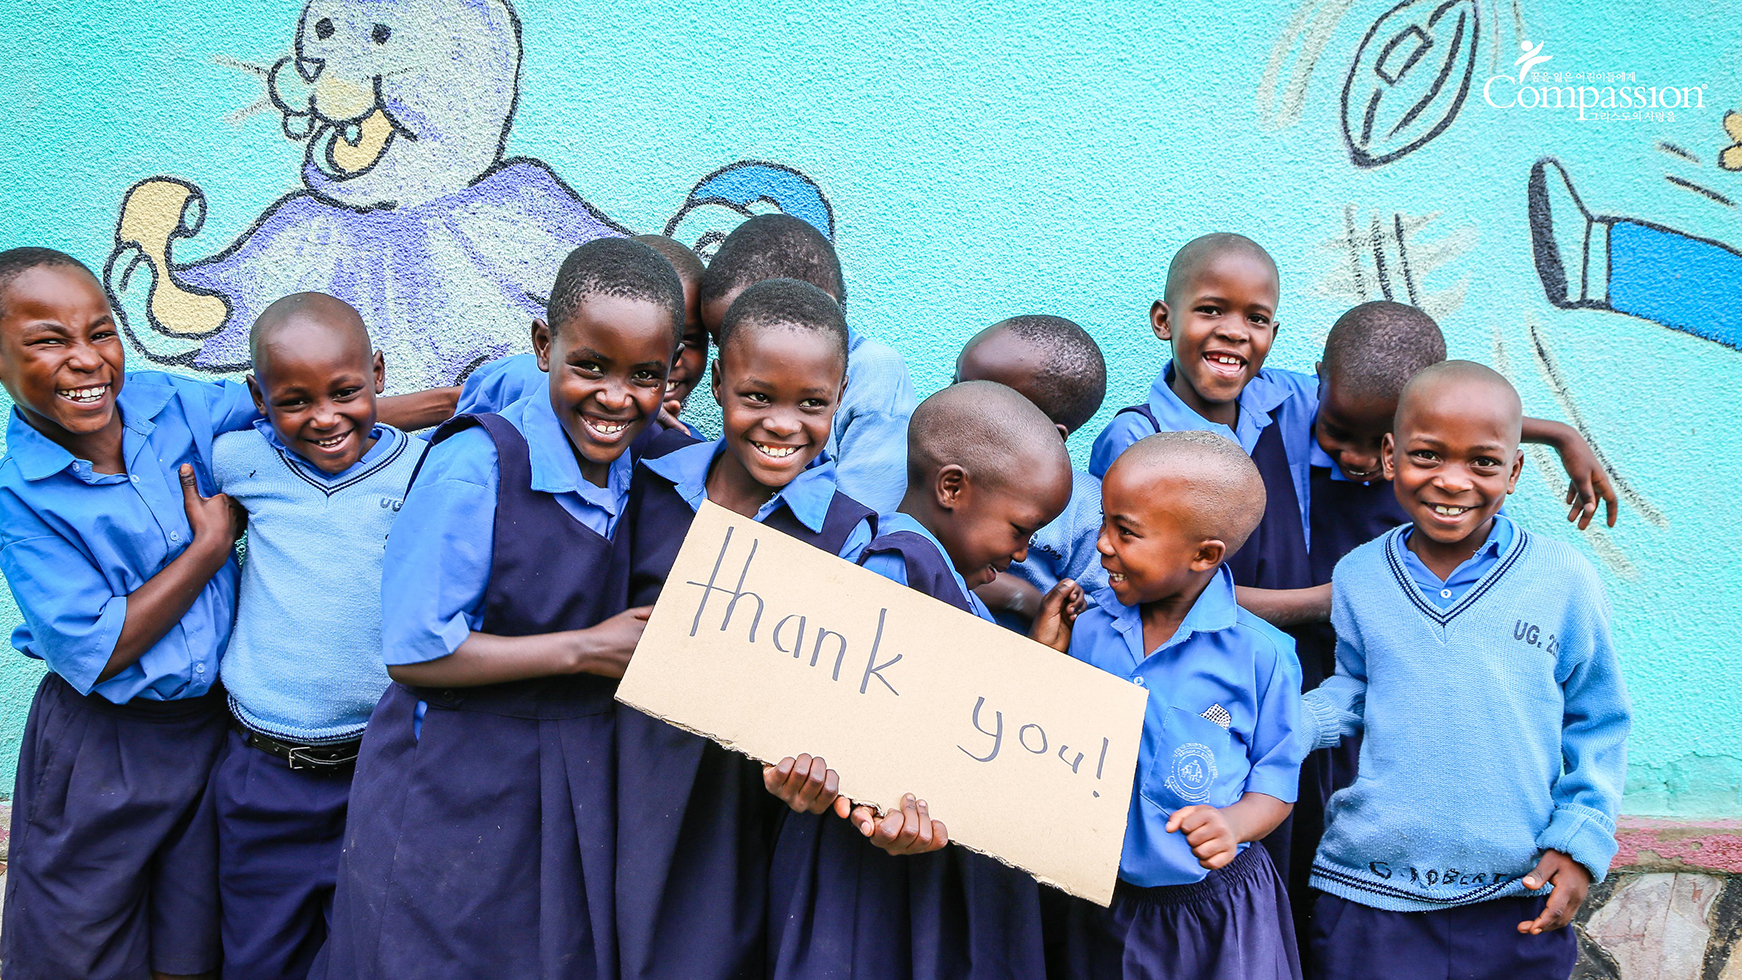 꿈을 잃은 어린이들에게
Compassion
그리스도의 사랑을
thank you!
UG.
UG. 2
G. ROBERT